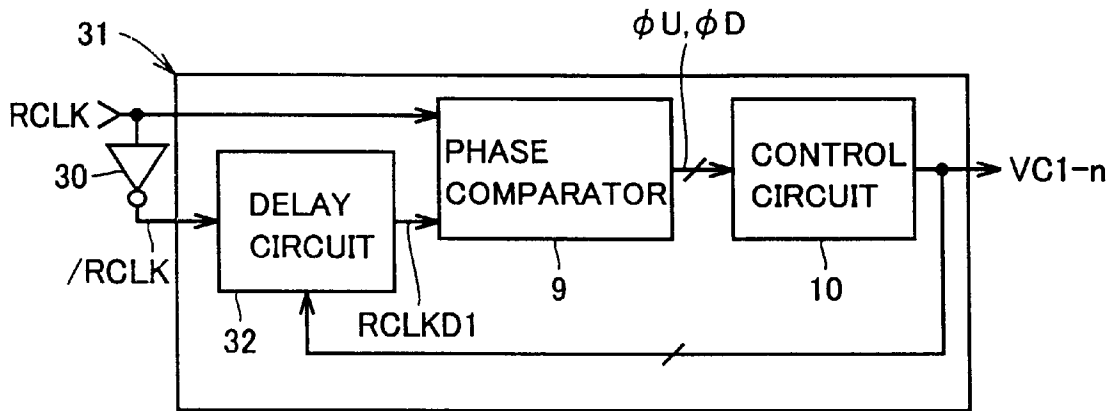 31
φU,φD
RCLK
30
/RCLK
DELAY
CIRCUIT
32
RCLKD1
PHASE
COMPARATOR
9
CONTROL
CIRCUIT
10
VC1-n